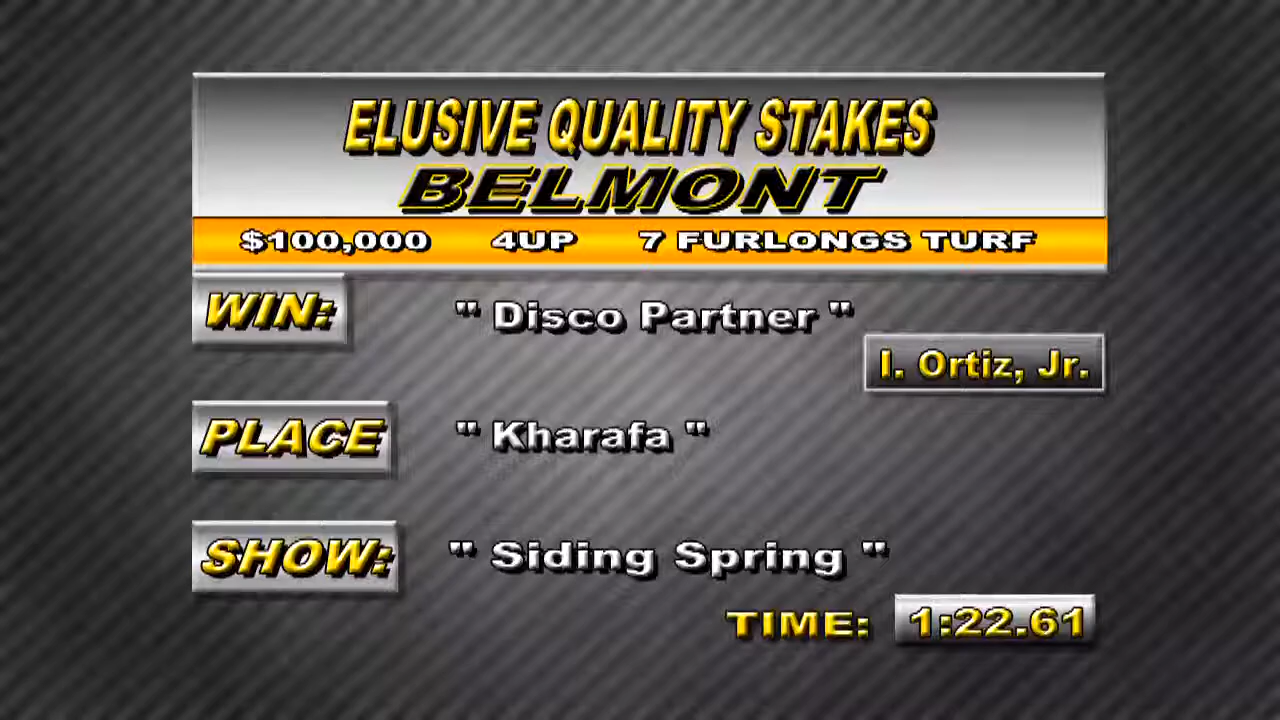 ELUSIVE QUALITY STAKES
BELMONT
$100,000 4UP 7 FURLONGS TURF
WIN: " Disco Partner "
I. Ortiz, Jr.
PLACE " Kharafa "
SHOW: " Siding Spring "
TIME: 1:22.61